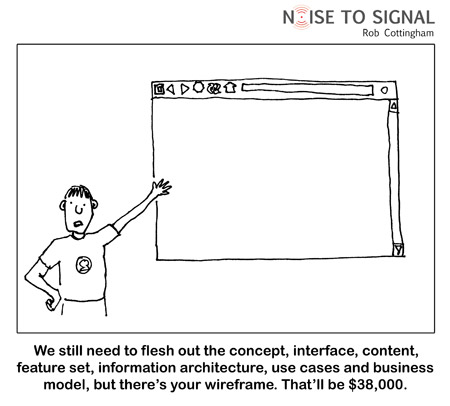 NOISE TO SIGNAL
Rob Cottingham
We still need to flesh out the concept, interface, content,
feature set, information architecture, use cases and business
model, but there's your wireframe. That'll be $38,000.